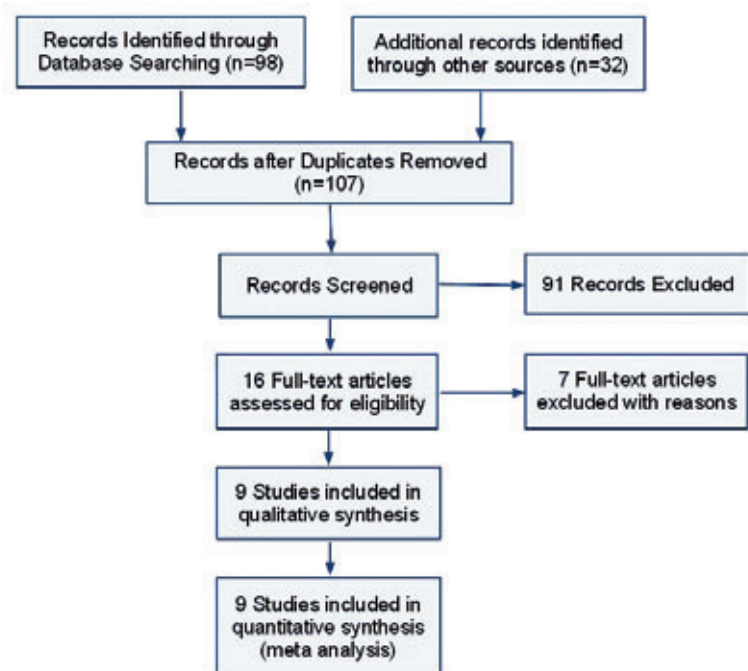 Records Identified through
Database Searching (n=98)
Additional records identified
through other sources (n=32)
Records after Duplicates Removed
(n=107)
Records Screened
91 Records Excluded
16 Full-text articles
assessed for eligibility
7 Full-text articles
excluded with reasons
9 Studies included in
qualitative synthesis
9 Studies included in
quantitative synthesis
(meta analysis)